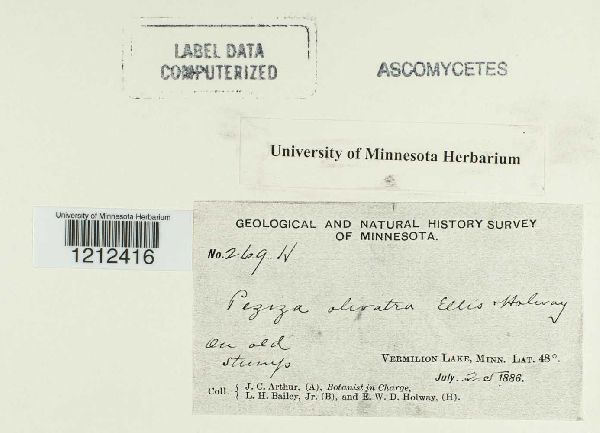 LABEL DATA
COMPUTERIZED
ASCOMYCETES
University of Minnesota Herbarium
University of Minnesota Herbarium
1212416
GEOLOGICAL AND NATURAL HISTORY SURVEY
OF MINNESOTA.
No. 269 H
Peziza olivatra Ellis & Holway
On old
stumps
VERMILION LAKE, MINN. LAT. 48°.
July 1886.
Coll. { J. C. Arthur, (A), Botanist in Charge,
L. H. Bailey, Jr. (B), and E. W. D. Holway, (H).